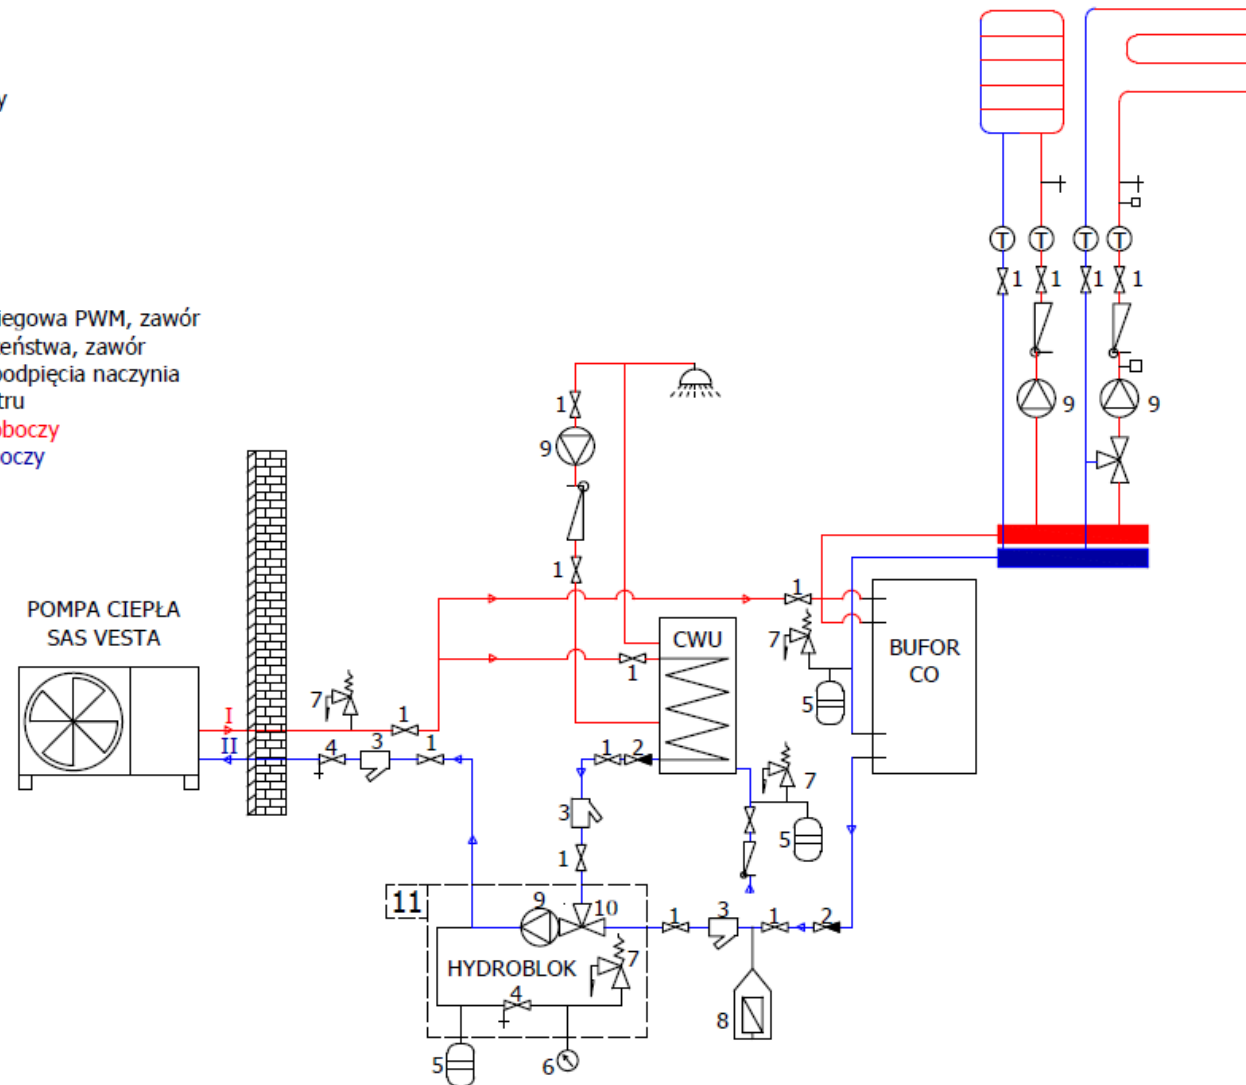 y
iegowa PWM, zawór
eństwa, zawór
podpięcia naczynia
tru
oboczy
oczy
T T T T
1 1 1 1
9 9
1
9
1
POMPA CIEPŁA
SAS VESTA
1
CWU
7
BUFOR
CO
1
7
5
I
1
II
4 3 1
1 2
7
3
5
1
11
9
10
1 3 1 2
HYDROBLOK
7
4
8
5
6